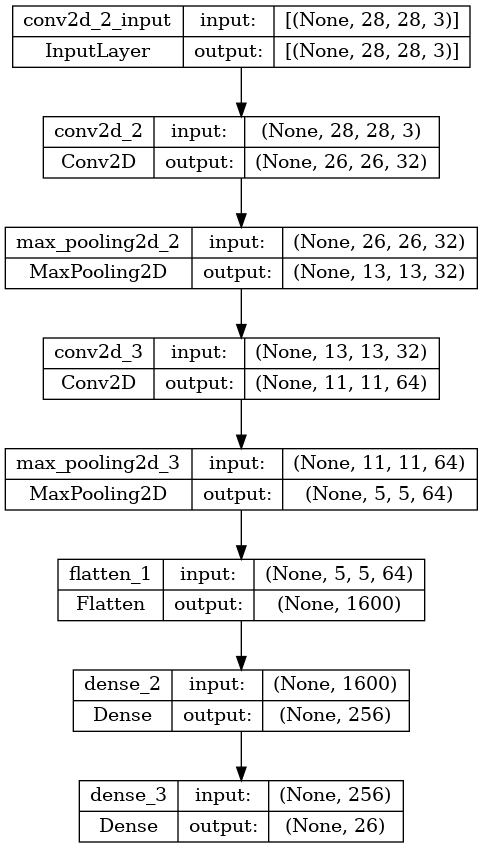 conv2d_2_input input: [(None, 28, 28, 3)]
InputLayer output: [(None, 28, 28, 3)]
conv2d_2 input: (None, 28, 28, 3)
Conv2D output: (None, 26, 26, 32)
max_pooling2d_2 input: (None, 26, 26, 32)
MaxPooling2D output: (None, 13, 13, 32)
conv2d_3 input: (None, 13, 13, 32)
Conv2D output: (None, 11, 11, 64)
max_pooling2d_3 input: (None, 11, 11, 64)
MaxPooling2D output: (None, 5, 5, 64)
flatten_1 input: (None, 5, 5, 64)
Flatten output: (None, 1600)
dense_2 input: (None, 1600)
Dense output: (None, 256)
dense_3 input: (None, 256)
Dense output: (None, 26)